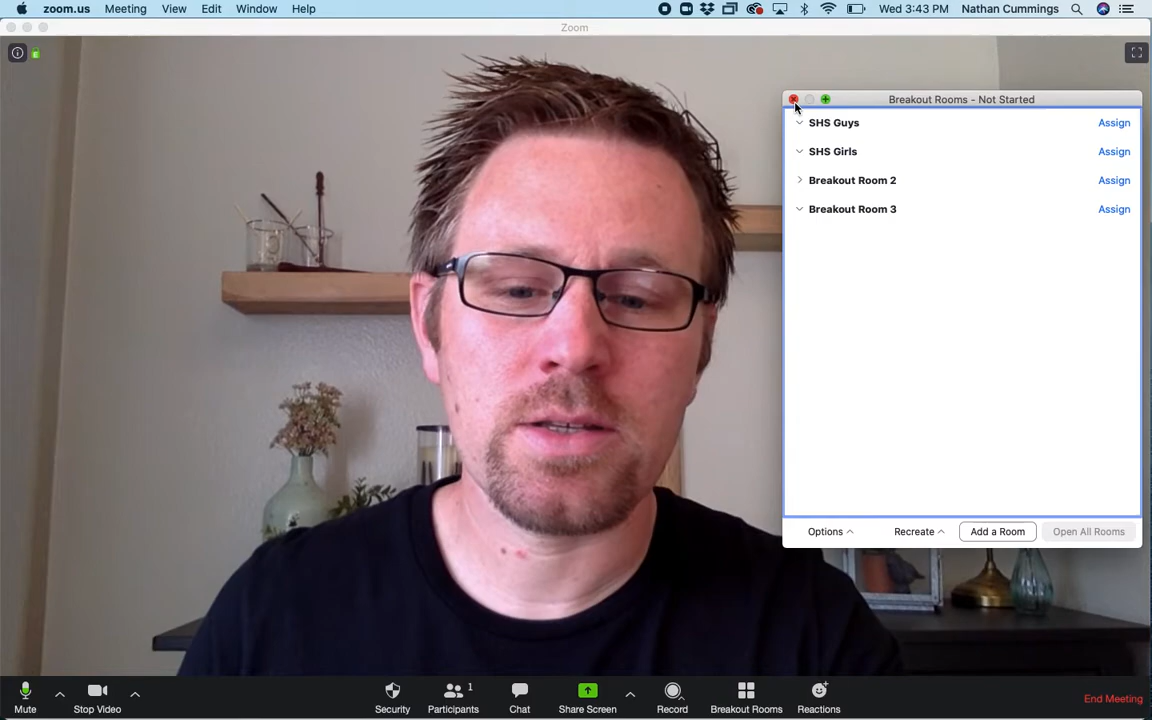 zoom.us Meeting View Edit Window Help Wed 3:43 PM Nathan Cummings
Zoom
Breakout Rooms - Not Started
SHS Guys Assign
SHS Girls Assign
Breakout Room 2 Assign
Breakout Room 3 Assign
Options Recreate Add a Room Open All Rooms
1
Mute Stop Video Security Participants Chat Share Screen Record Breakout Rooms Reactions End Meeting